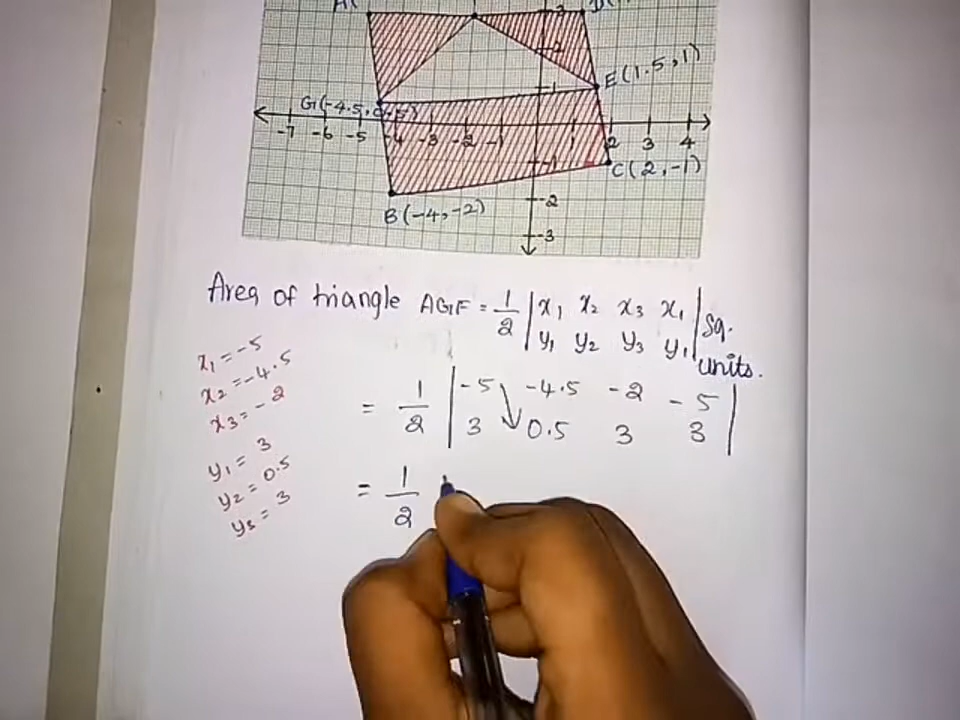 3
2
E(1.5,1)
1
G(-4.5,0.5)
-7 -6 -5 -4 -3 -2 -1 2 3 4
-1
C(2,-1)
B(-4,-2)
-2
-3
Area of triangle AGF = 1/2 | x₁ x₂ x₃ x₁ | sq.
y₁ y₂ y₃ y₁ units.
x₁ = -5
x₂ = -4.5
x₃ = -2
y₁ = 3
y₂ = 0.5
y₃ = 3
= 1/2 | -5 -4.5 -2 -5 |
3 0.5 3 3
= 1/2